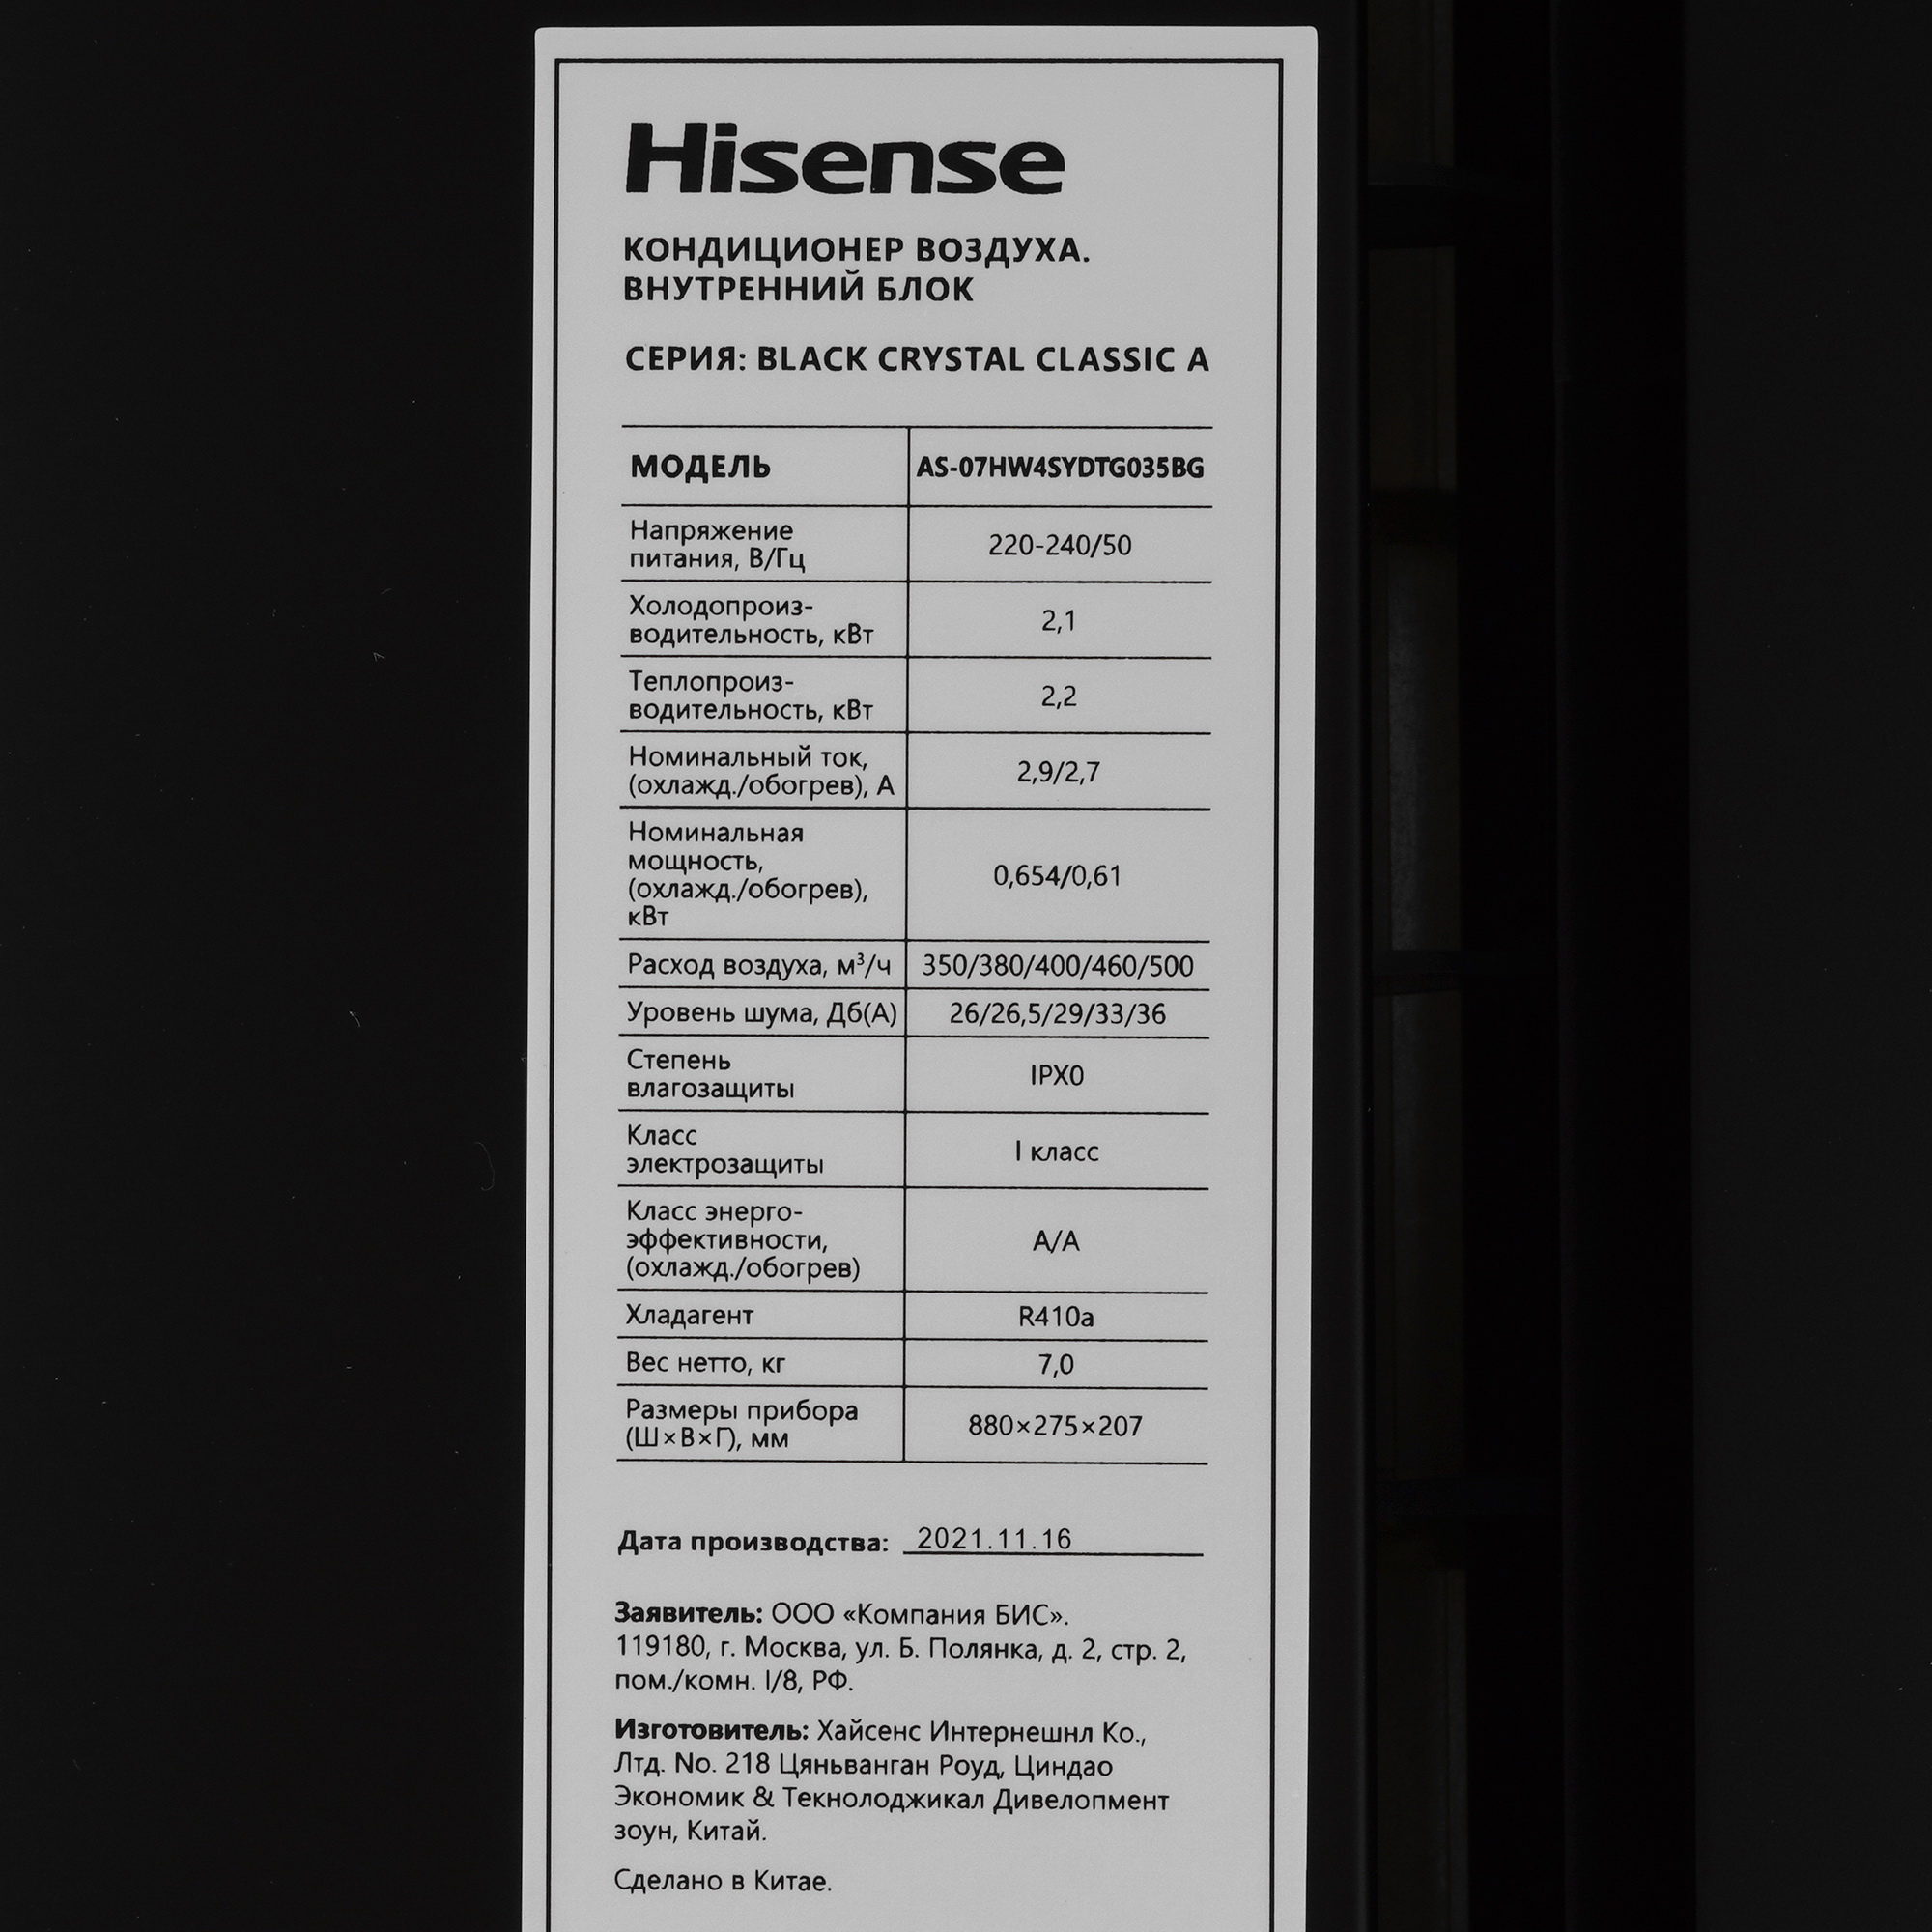 Hisense
КОНДИЦИОНЕР ВОЗДУХА.
ВНУТРЕННИЙ БЛОК
СЕРИЯ: BLACK CRYSTAL CLASSIC A
МОДЕЛЬ AS-07HW4SYDTG035BG
Напряжение
питания, В/Гц 220-240/50
Холодопроиз-
водительность, кВт 2,1
Теплопроиз-
водительность, кВт 2,2
Номинальный ток,
(охлажд./обогрев), А 2,9/2,7
Номинальная
мощность,
(охлажд./обогрев),
кВт 0,654/0,61
Расход воздуха, м³/ч 350/380/400/460/500
Уровень шума, Дб(А) 26/26,5/29/33/36
Степень
влагозащиты IPX0
Класс
электрозащиты I класс
Класс энерго-
эффективности,
(охлажд./обогрев) A/A
Хладагент R410a
Вес нетто, кг 7,0
Размеры прибора
(Ш×В×Г), мм 880×275×207
Дата производства: 2021.11.16
Заявитель: ООО «Компания БИС».
119180, г. Москва, ул. Б. Полянка, д. 2, стр. 2,
пом./комн. I/8, РФ.
Изготовитель: Хайсенс Интернешнл Ко.,
Лтд. No. 218 Цяньванган Роуд, Циндао
Экономик & Текнолоджикал Дивелопмент
зоун, Китай.
Сделано в Китае.